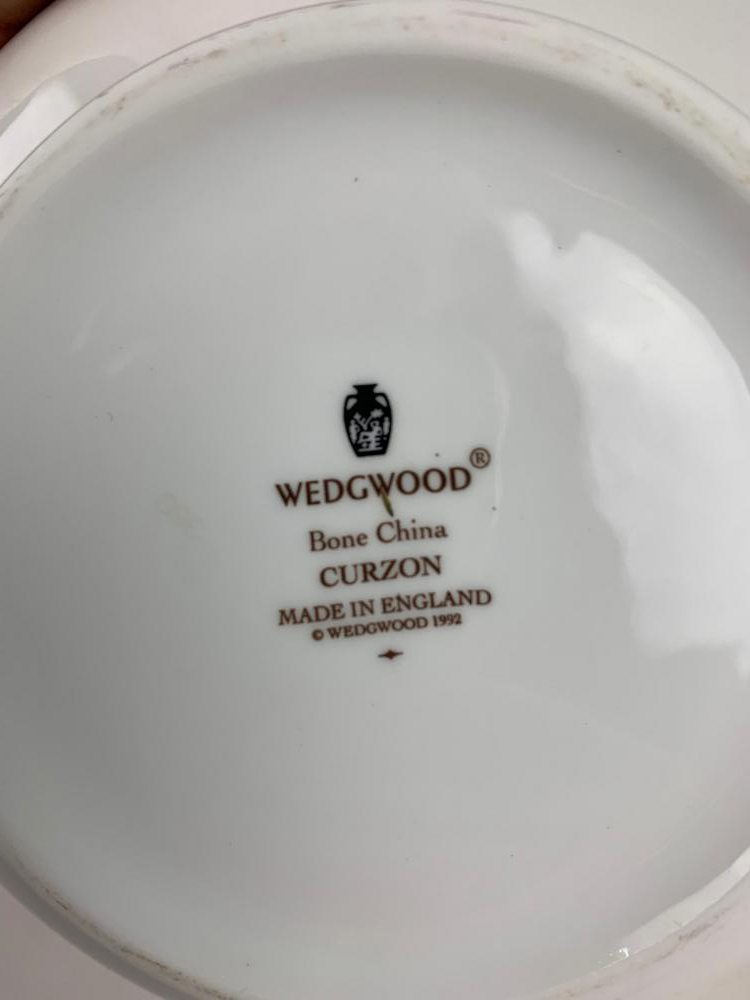 WEDGWOOD®
Bone China
CURZON
MADE IN ENGLAND
© WEDGWOOD 1992